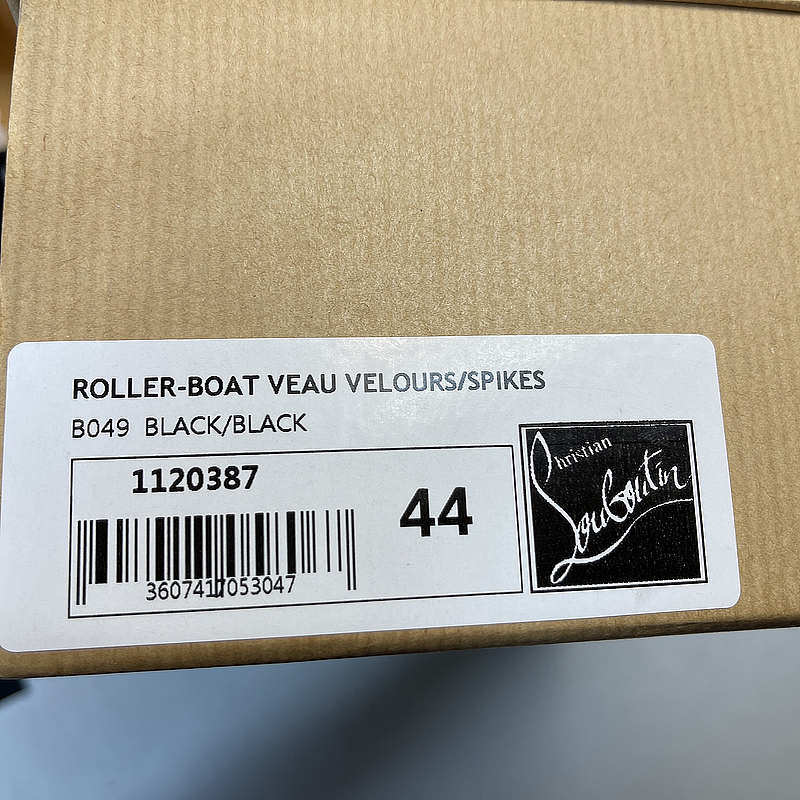 ROLLER-BOAT VEAU VELOURS/SPIKES
B049 BLACK/BLACK
1120387
44
3607417053047
Christian
Louboutin